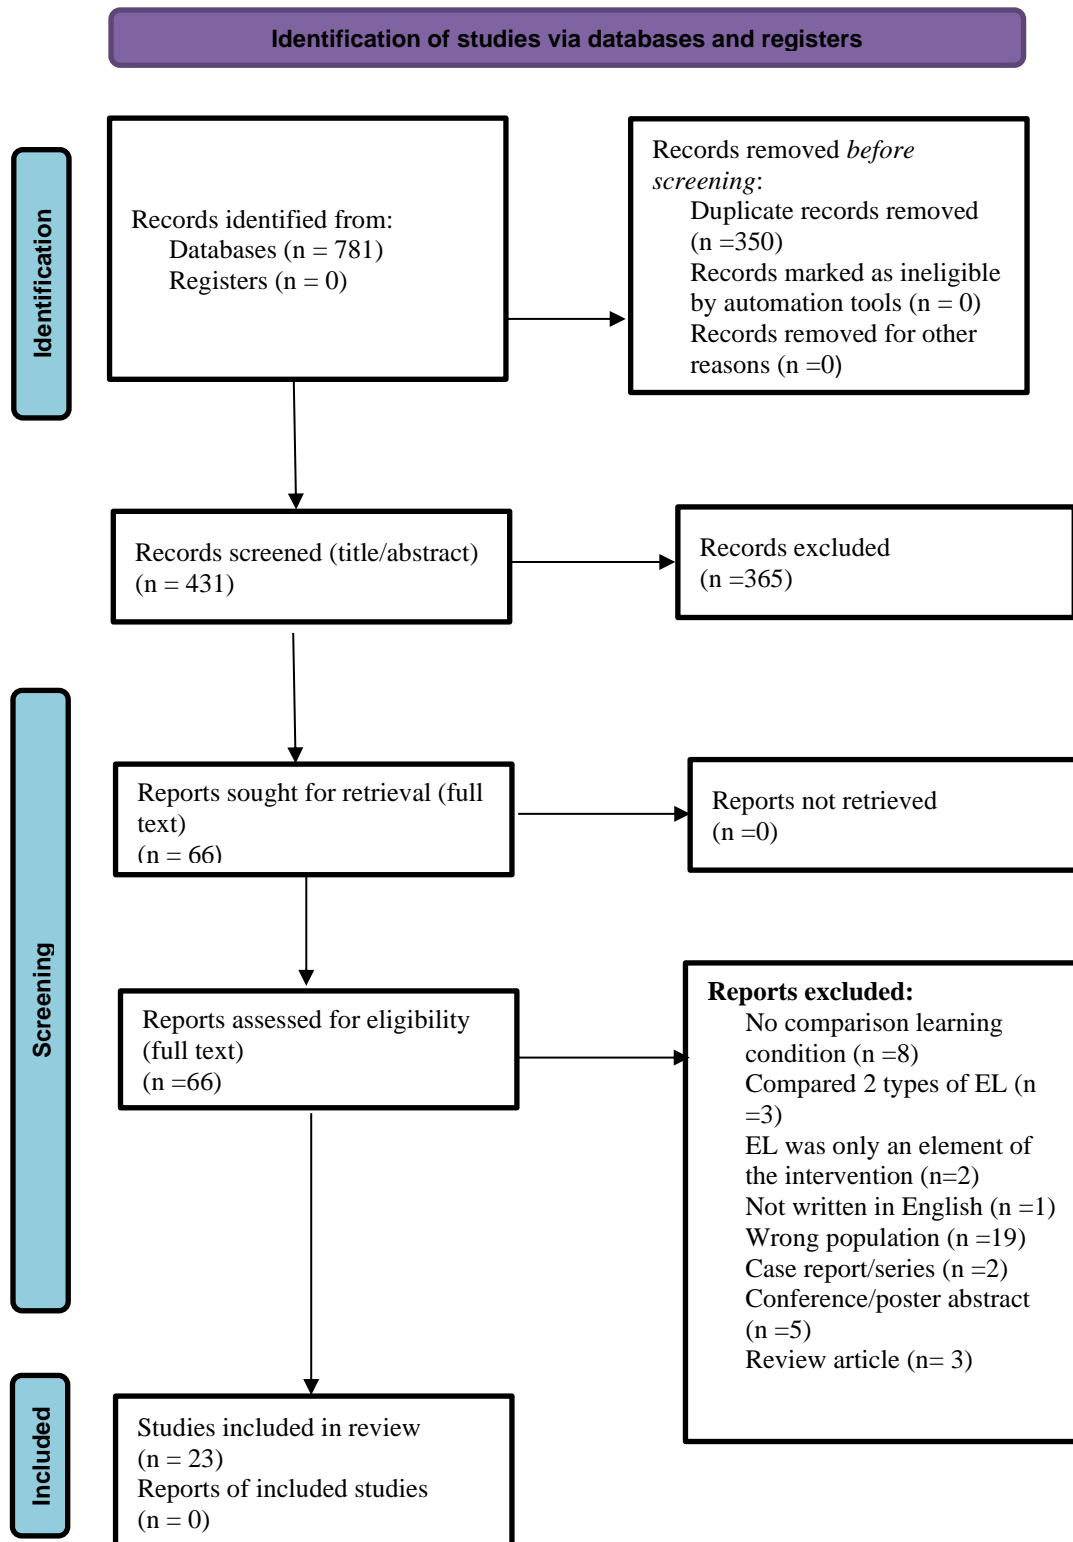 Identification of studies via databases and registers
Identification
Records identified from:
Databases (n = 781)
Registers (n = 0)
Records removed before
screening:
Duplicate records removed
(n =350)
Records marked as ineligible
by automation tools (n = 0)
Records removed for other
reasons (n =0)
Records screened (title/abstract)
(n = 431)
Records excluded
(n =365)
Screening
Reports sought for retrieval (full
text)
(n = 66)
Reports not retrieved
(n =0)
Reports assessed for eligibility
(full text)
(n =66)
Reports excluded:
No comparison learning
condition (n =8)
Compared 2 types of EL (n
=3)
EL was only an element of
the intervention (n=2)
Not written in English (n =1)
Wrong population (n =19)
Case report/series (n =2)
Conference/poster abstract
(n =5)
Review article (n= 3)
Included
Studies included in review
(n = 23)
Reports of included studies
(n = 0)